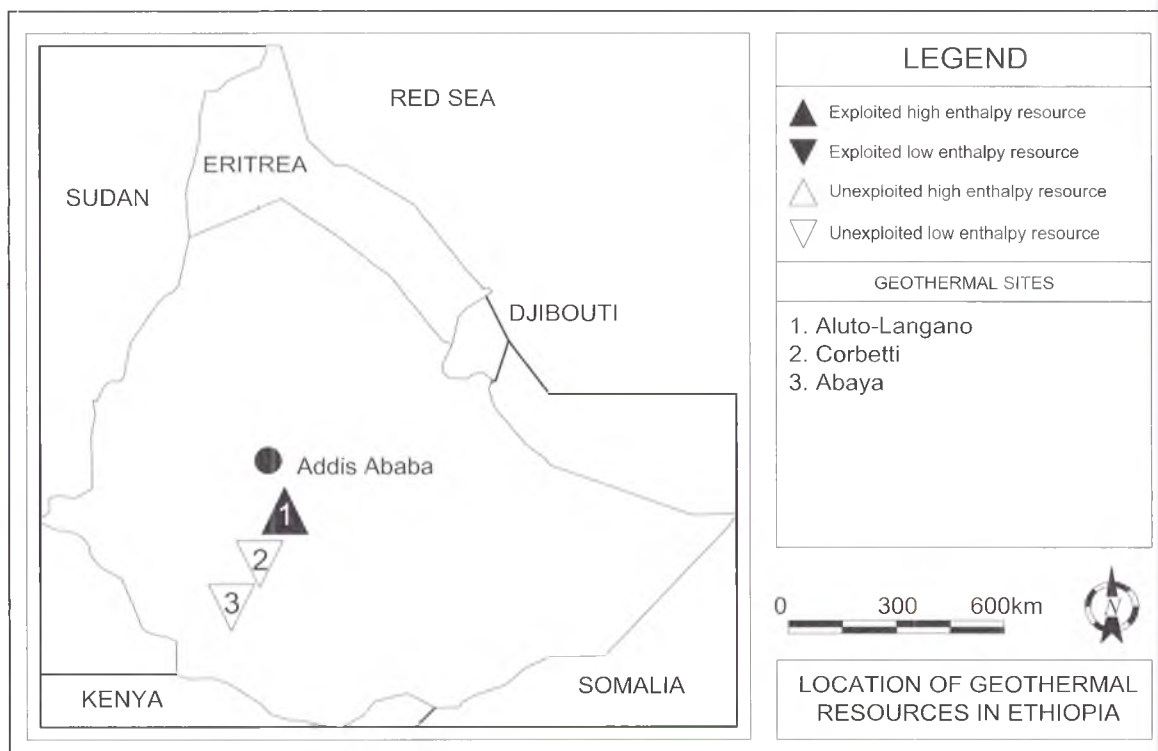 RED SEA
ERITREA
SUDAN
DJIBOUTI
Addis Ababa
1
2
3
KENYA
SOMALIA
LEGEND
Exploited high enthalpy resource
Exploited low enthalpy resource
Unexploited high enthalpy resource
Unexploited low enthalpy resource
GEOTHERMAL SITES
1. Aluto-Langano
2. Corbetti
3. Abaya
0 300 600km
N
LOCATION OF GEOTHERMAL
RESOURCES IN ETHIOPIA